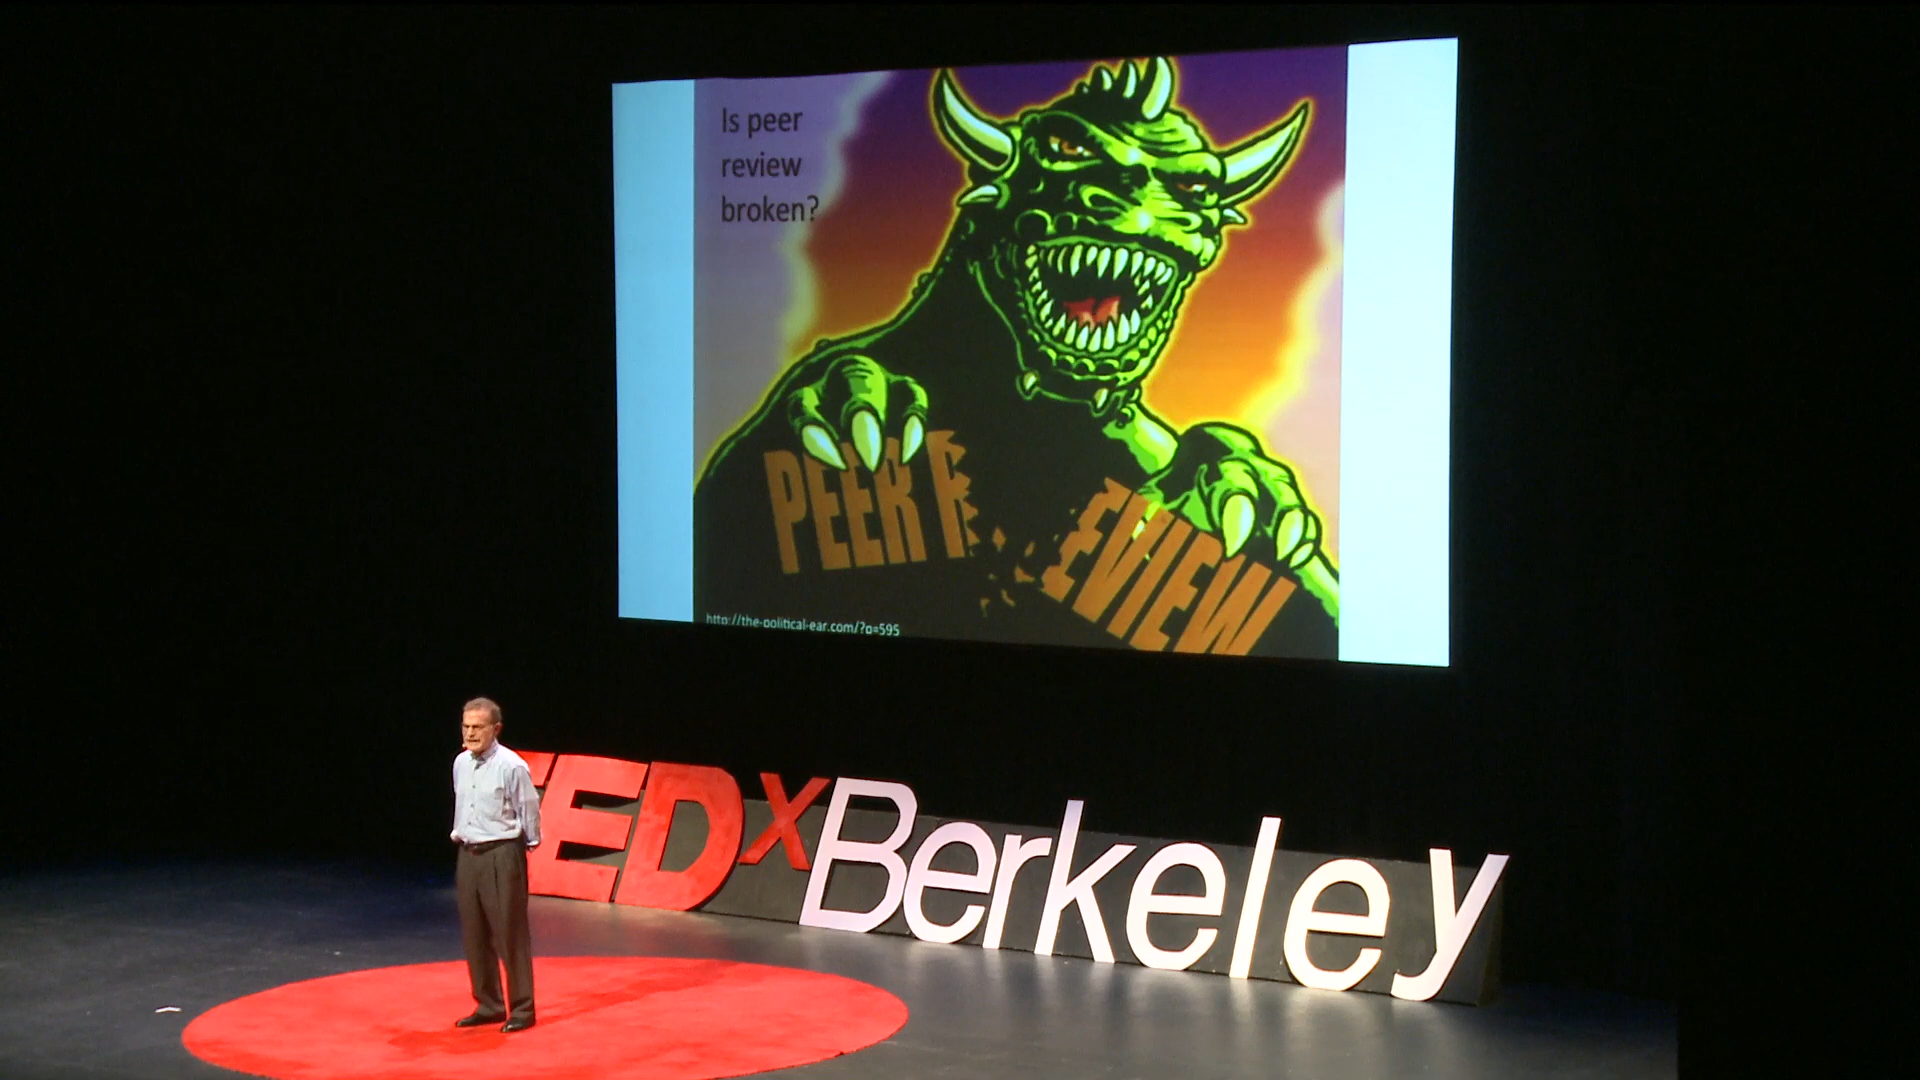 Is peer
review
broken?
PEER R
EVIEW
http://the-political-ear.com/?p=595
TEDxBerkeley